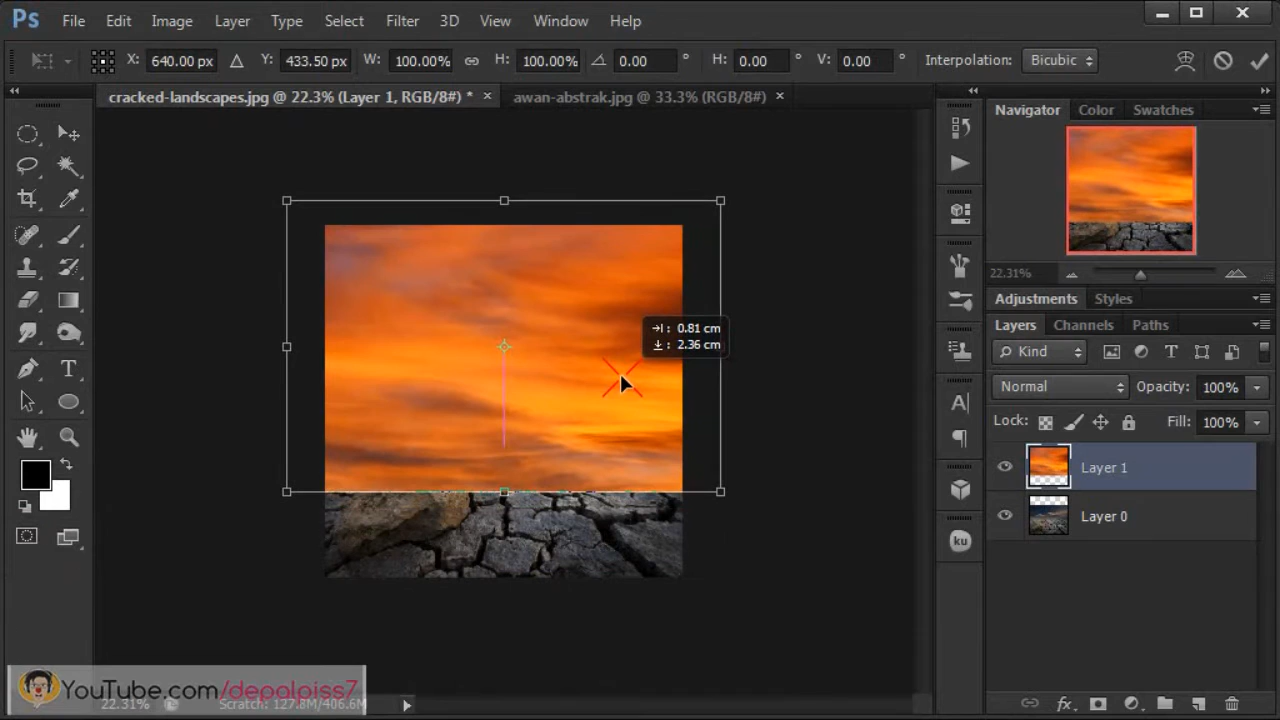 Ps File Edit Image Layer Type Select Filter 3D View Window Help
X: 640.00 px Y: 433.50 px W: 100.00% H: 100.00% 0.00 ° H: 0.00 ° V: 0.00 ° Interpolation: Bicubic
cracked-landscapes.jpg @ 22.3% (Layer 1, RGB/8#) * × awan-abstrak.jpg @ 33.3% (RGB/8#) ×
Navigator Color Swatches
22.31%
Adjustments Styles
Layers Channels Paths
Kind
Normal Opacity: 100%
Lock: Fill: 100%
Layer 1
Layer 0
0.81 cm
2.36 cm
ku
YouTube.com/depalpiss7
22.31% Scratch: 127.8M/406.6M